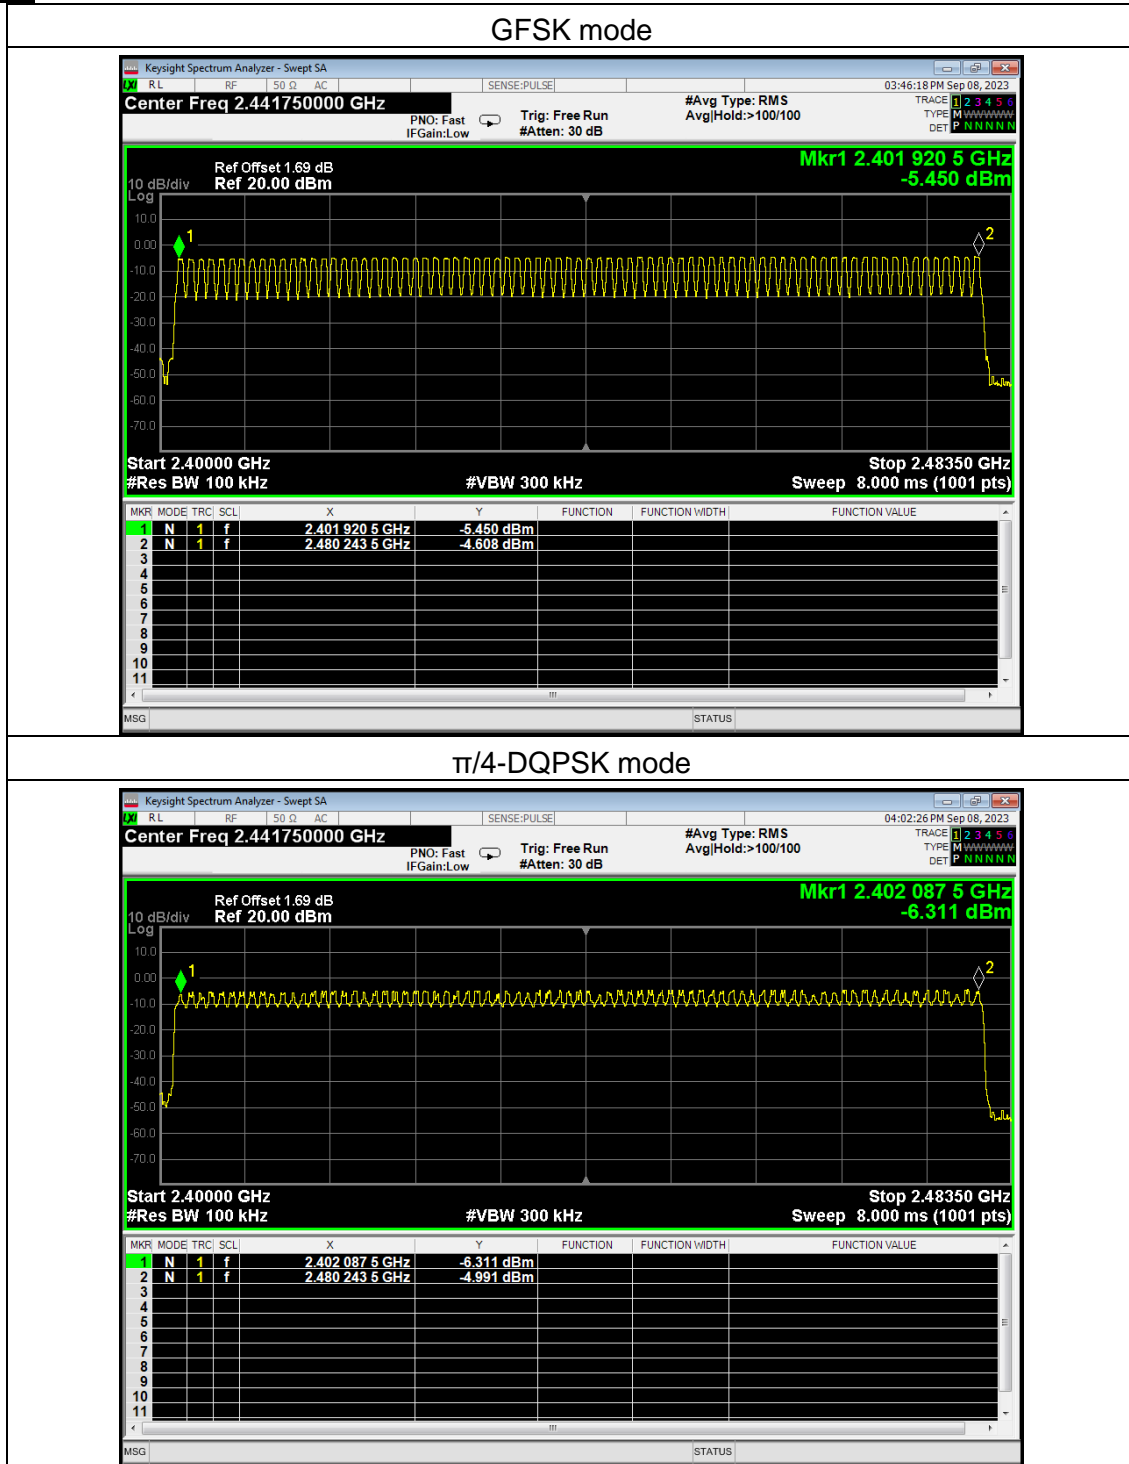 GFSK mode
Keysight Spectrum Analyzer - Swept SA
LXI RL RF 50 Ω AC SENSE:PULSE 03:46:18 PM Sep 08, 2023
Center Freq 2.441750000 GHz #Avg Type: RMS TRACE 1 2 3 4 5 6
PNO: Fast Trig: Free Run Avg|Hold:>100/100 TYPE M WWWWW
IFGain:Low #Atten: 30 dB DET P N N N N N
Mkr1 2.401 920 5 GHz
Ref Offset 1.69 dB
10 dB/div Ref 20.00 dBm -5.450 dBm
Log
10.0
1 2
0.00
-10.0
-20.0
-30.0
-40.0
-50.0
-60.0
-70.0
Start 2.40000 GHz Stop 2.48350 GHz
#Res BW 100 kHz #VBW 300 kHz Sweep 8.000 ms (1001 pts)
MKR MODE TRC SCL X Y FUNCTION FUNCTION WIDTH FUNCTION VALUE
1 N 1 f 2.401 920 5 GHz -5.450 dBm
2 N 1 f 2.480 243 5 GHz -4.608 dBm
3
4
5
6
7
8
9
10
11
MSG STATUS
π/4-DQPSK mode
Keysight Spectrum Analyzer - Swept SA
LXI RL RF 50 Ω AC SENSE:PULSE 04:02:26 PM Sep 08, 2023
Center Freq 2.441750000 GHz #Avg Type: RMS TRACE 1 2 3 4 5 6
PNO: Fast Trig: Free Run Avg|Hold:>100/100 TYPE M WWWWW
IFGain:Low #Atten: 30 dB DET P N N N N N
Mkr1 2.402 087 5 GHz
Ref Offset 1.69 dB
10 dB/div Ref 20.00 dBm -6.311 dBm
Log
10.0
1 2
0.00
-10.0
-20.0
-30.0
-40.0
-50.0
-60.0
-70.0
Start 2.40000 GHz Stop 2.48350 GHz
#Res BW 100 kHz #VBW 300 kHz Sweep 8.000 ms (1001 pts)
MKR MODE TRC SCL X Y FUNCTION FUNCTION WIDTH FUNCTION VALUE
1 N 1 f 2.402 087 5 GHz -6.311 dBm
2 N 1 f 2.480 243 5 GHz -4.991 dBm
3
4
5
6
7
8
9
10
11
MSG STATUS